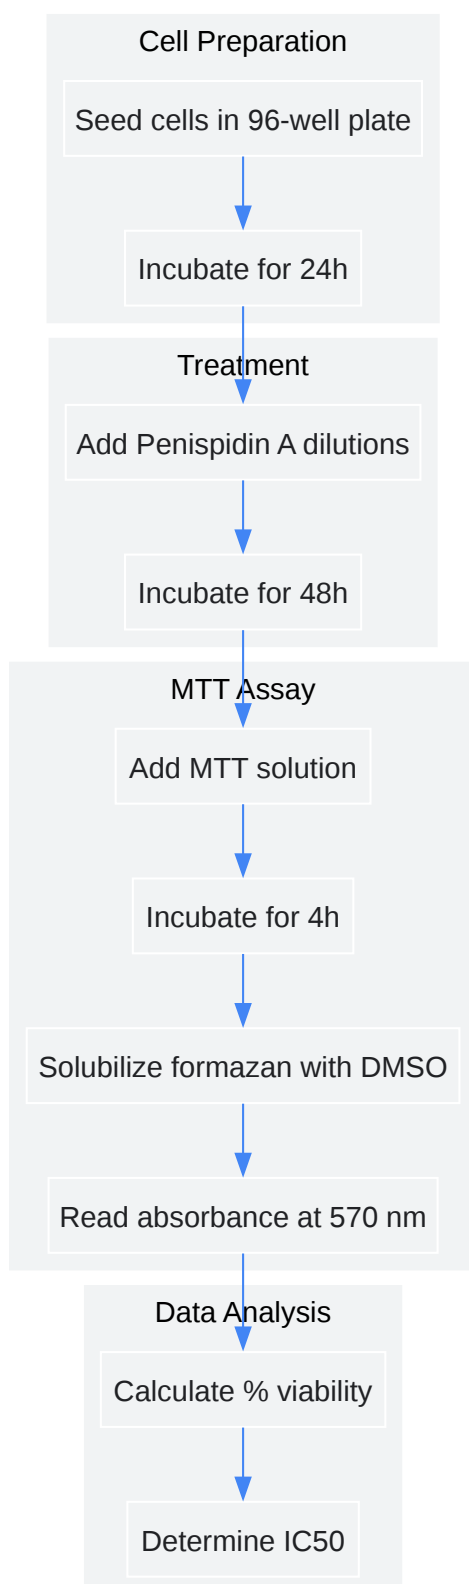 Cell Preparation
Seed cells in 96-well plate
Incubate for 24h
Treatment
Add Penispidin A dilutions
Incubate for 48h
MTT Assay
Add MTT solution
Incubate for 4h
Solubilize formazan with DMSO
Read absorbance at 570 nm
Data Analysis
Calculate % viability
Determine IC50